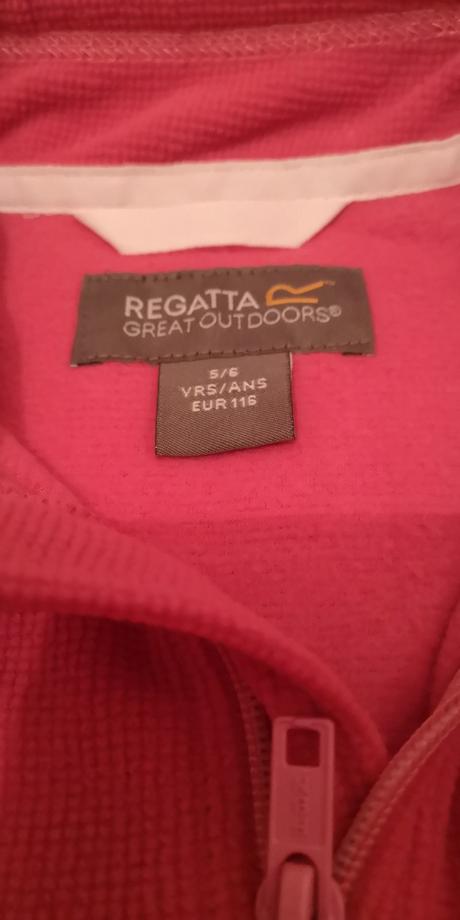 REGATTA
GREAT OUTDOORS®
5/6
YRS/ANS
EUR 116